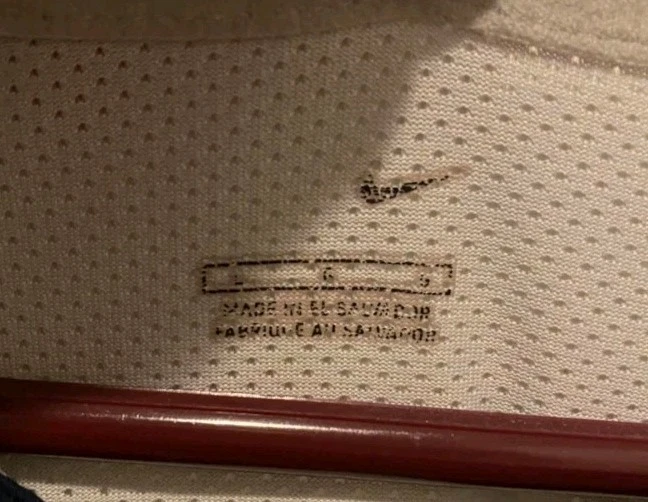 L G G
MADE IN EL SALVADOR
FABRIQUE AU SALVADOR